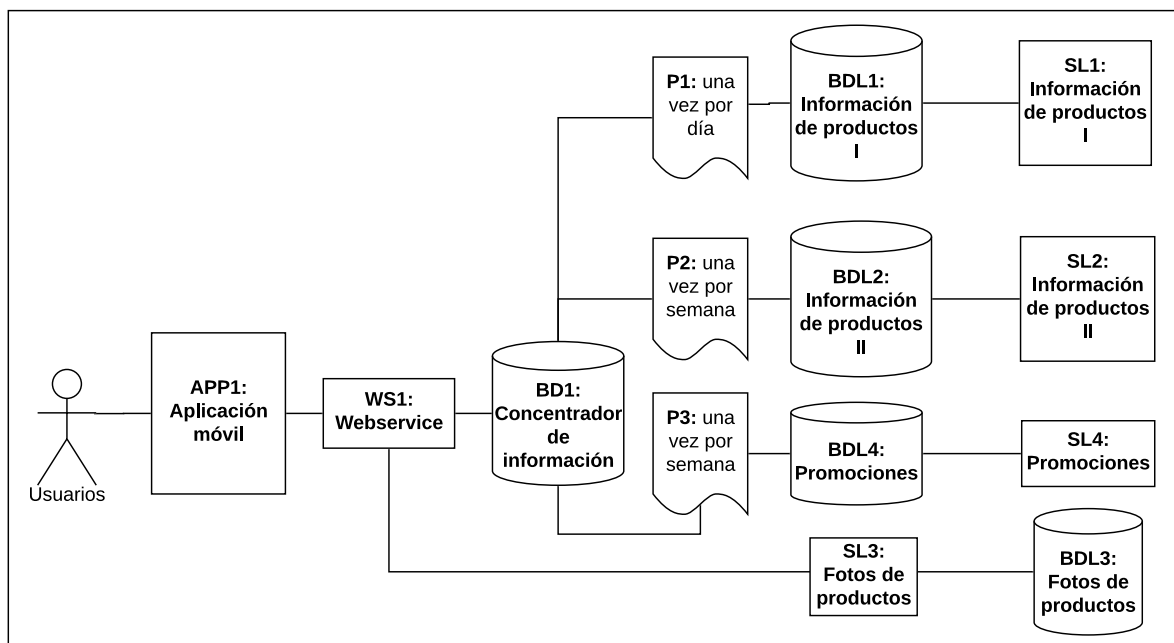 P1: una
vez por
día
BDL1:
Información
de productos
I
SL1:
Información
de productos
I
P2: una
vez por
semana
BDL2:
Información
de productos
II
SL2:
Información
de productos
II
Usuarios
APP1:
Aplicación
móvil
WS1:
Webservice
BD1:
Concentrador
de
información
P3: una
vez por
semana
BDL4:
Promociones
SL4:
Promociones
SL3:
Fotos de
productos
BDL3:
Fotos de
productos